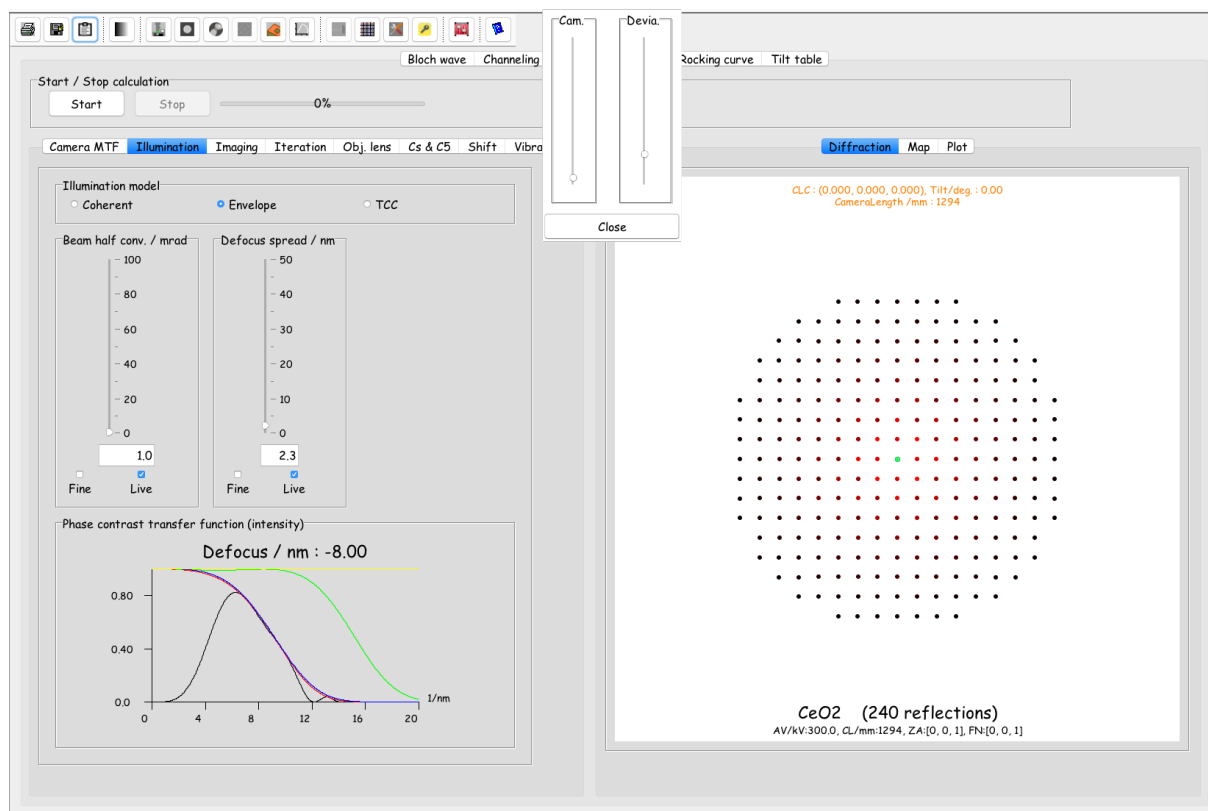 Cam.
Devia.
Close
Bloch wave
Channeling
Rocking curve
Tilt table
Start / Stop calculation
Start
Stop
0%
Camera MTF
Illumination
Imaging
Iteration
Obj. lens
Cs & C5
Shift
Diffraction
Map
Plot
Illumination model
Coherent
Envelope
TCC
Beam half conv. / mrad
100
80
60
40
20
0
1.0
Fine
Live
Defocus spread / nm
50
40
30
20
10
0
2.3
Fine
Live
Phase contrast transfer function (intensity)
Defocus / nm : -8.00
0.80
0.40
0.0
0 4 8 12 16 20
1/nm
CLC : (0.000, 0.000, 0.000), Tilt/deg. : 0.00
CameraLength /mm : 1294
CeO2 (240 reflections)
AV/kV:300.0, CL/mm:1294, ZA:[0, 0, 1], FN:[0, 0, 1]